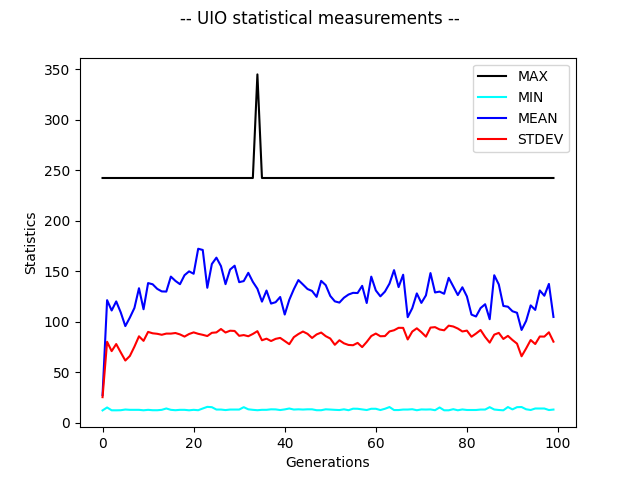 -- UIO statistical measurements --
350
300
250
200
150
100
50
0
Statistics
MAX
MIN
MEAN
STDEV
0 20 40 60 80 100
Generations